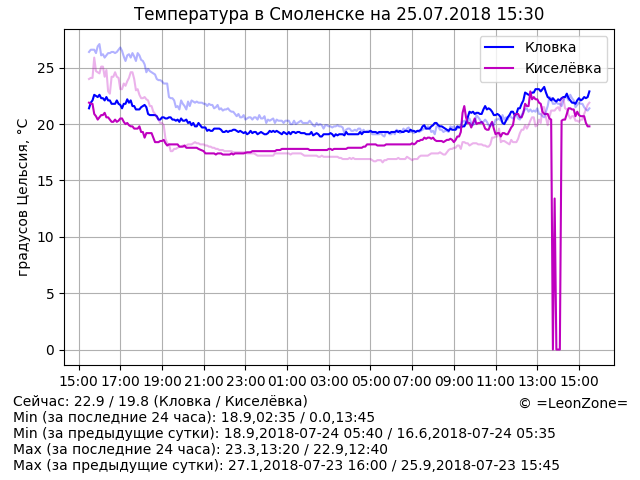 Температура в Смоленске на 25.07.2018 15:30
Кловка
Киселёвка
градусов Цельсия, °C
25
20
15
10
5
0
15:00 17:00 19:00 21:00 23:00 01:00 03:00 05:00 07:00 09:00 11:00 13:00 15:00
Сейчас: 22.9 / 19.8 (Кловка / Киселёвка)
© =LeonZone=
Min (за последние 24 часа): 18.9,02:35 / 0.0,13:45
Min (за предыдущие сутки): 18.9,2018-07-24 05:40 / 16.6,2018-07-24 05:35
Max (за последние 24 часа): 23.3,13:20 / 22.9,12:40
Max (за предыдущие сутки): 27.1,2018-07-23 16:00 / 25.9,2018-07-23 15:45